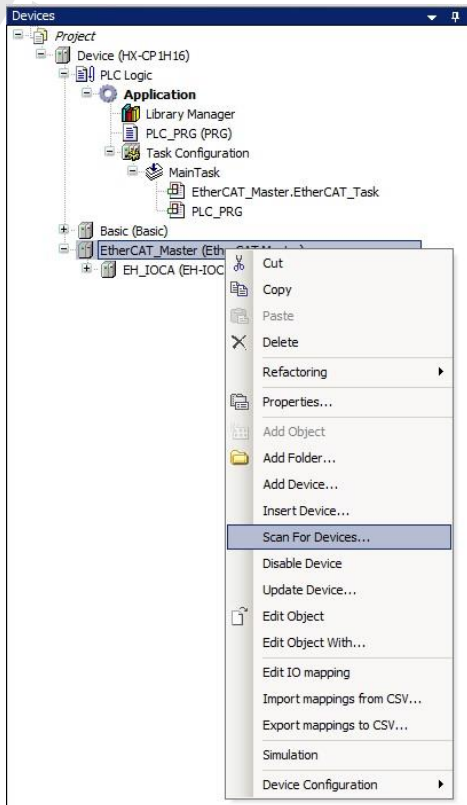 Devices
Project
Device (HX-CP1H16)
PLC Logic
Application
Library Manager
PLC_PRG (PRG)
Task Configuration
MainTask
EtherCAT_Master.EtherCAT_Task
PLC_PRG
Basic (Basic)
EtherCAT_Master
EH_IOCA (EH-IOC
Cut
Copy
Paste
Delete
Refactoring
Properties...
Add Object
Add Folder...
Add Device...
Insert Device...
Scan For Devices...
Disable Device
Update Device...
Edit Object
Edit Object With...
Edit IO mapping
Import mappings from CSV...
Export mappings to CSV...
Simulation
Device Configuration